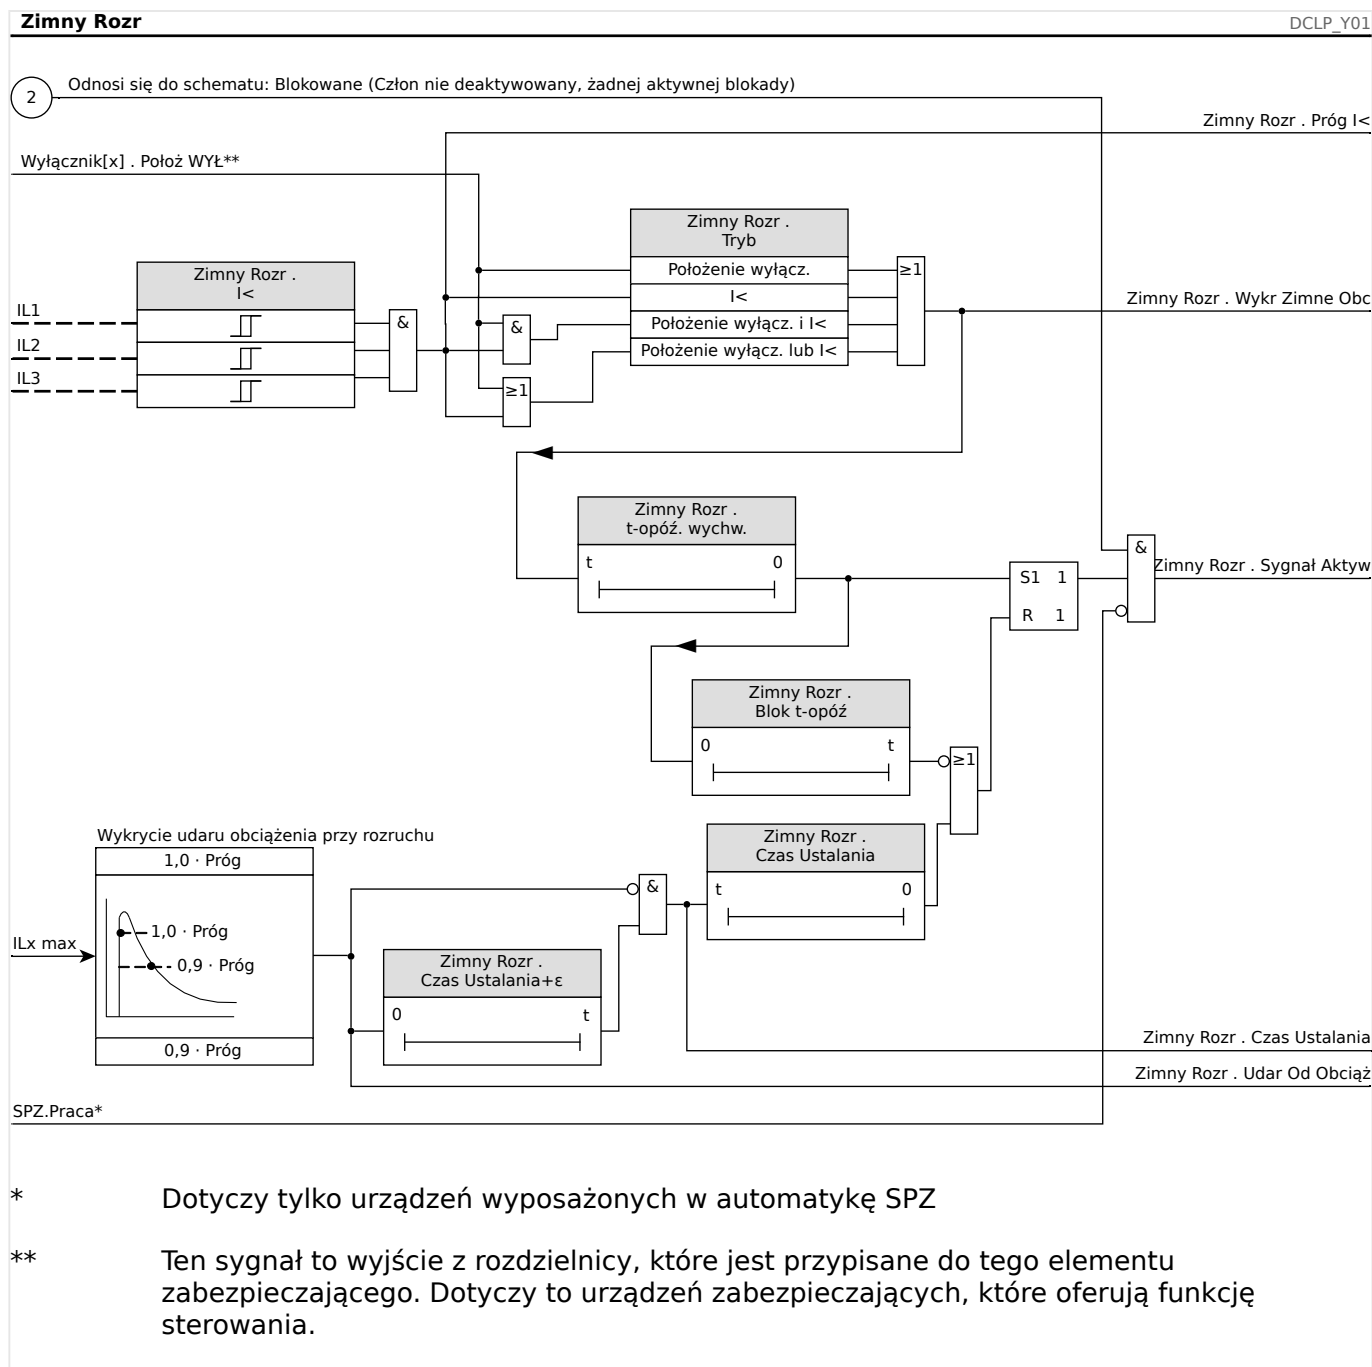 Zimny Rozr
DCLP_Y01
2
Odnosi się do schematu: Blokowane (Człon nie deaktywowany, żadnej aktywnej blokady)
Zimny Rozr . Próg I<
Wyłącznik[x] . Położ WYŁ**
Zimny Rozr .
Tryb
Położenie wyłącz.
I<
Położenie wyłącz. i I<
Położenie wyłącz. lub I<
≥1
Zimny Rozr . Wykr Zimne Obc
Zimny Rozr .
I<
IL1
IL2
IL3
&
&
≥1
Zimny Rozr .
t-opóź. wychw.
t 0
S1 1
R 1
&
Zimny Rozr . Sygnał Aktyw
Zimny Rozr .
Blok t-opóź
0 t
≥1
Wykrycie udaru obciążenia przy rozruchu
1,0 · Próg
1,0 · Próg
0,9 · Próg
0,9 · Próg
ILx max
&
Zimny Rozr .
Czas Ustalania
t 0
Zimny Rozr .
Czas Ustalania+ε
0 t
Zimny Rozr . Czas Ustalania
Zimny Rozr . Udar Od Obciąż
SPZ.Praca*
* Dotyczy tylko urządzeń wyposażonych w automatykę SPZ
** Ten sygnał to wyjście z rozdzielnicy, które jest przypisane do tego elementu
zabezpieczającego. Dotyczy to urządzeń zabezpieczających, które oferują funkcję
sterowania.